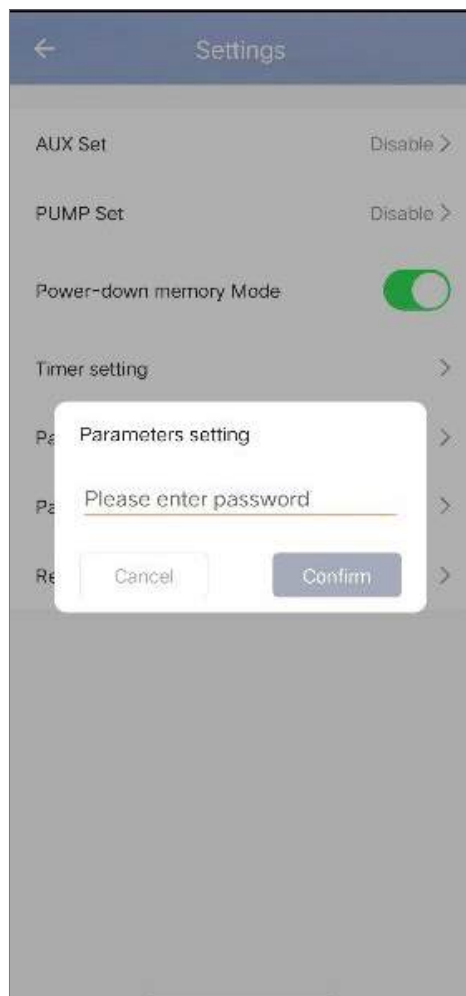 Settings
AUX Set Disable
PUMP Set Disable
Power-down memory Mode
Timer setting
Parameters setting
Please enter password
Cancel Confirm